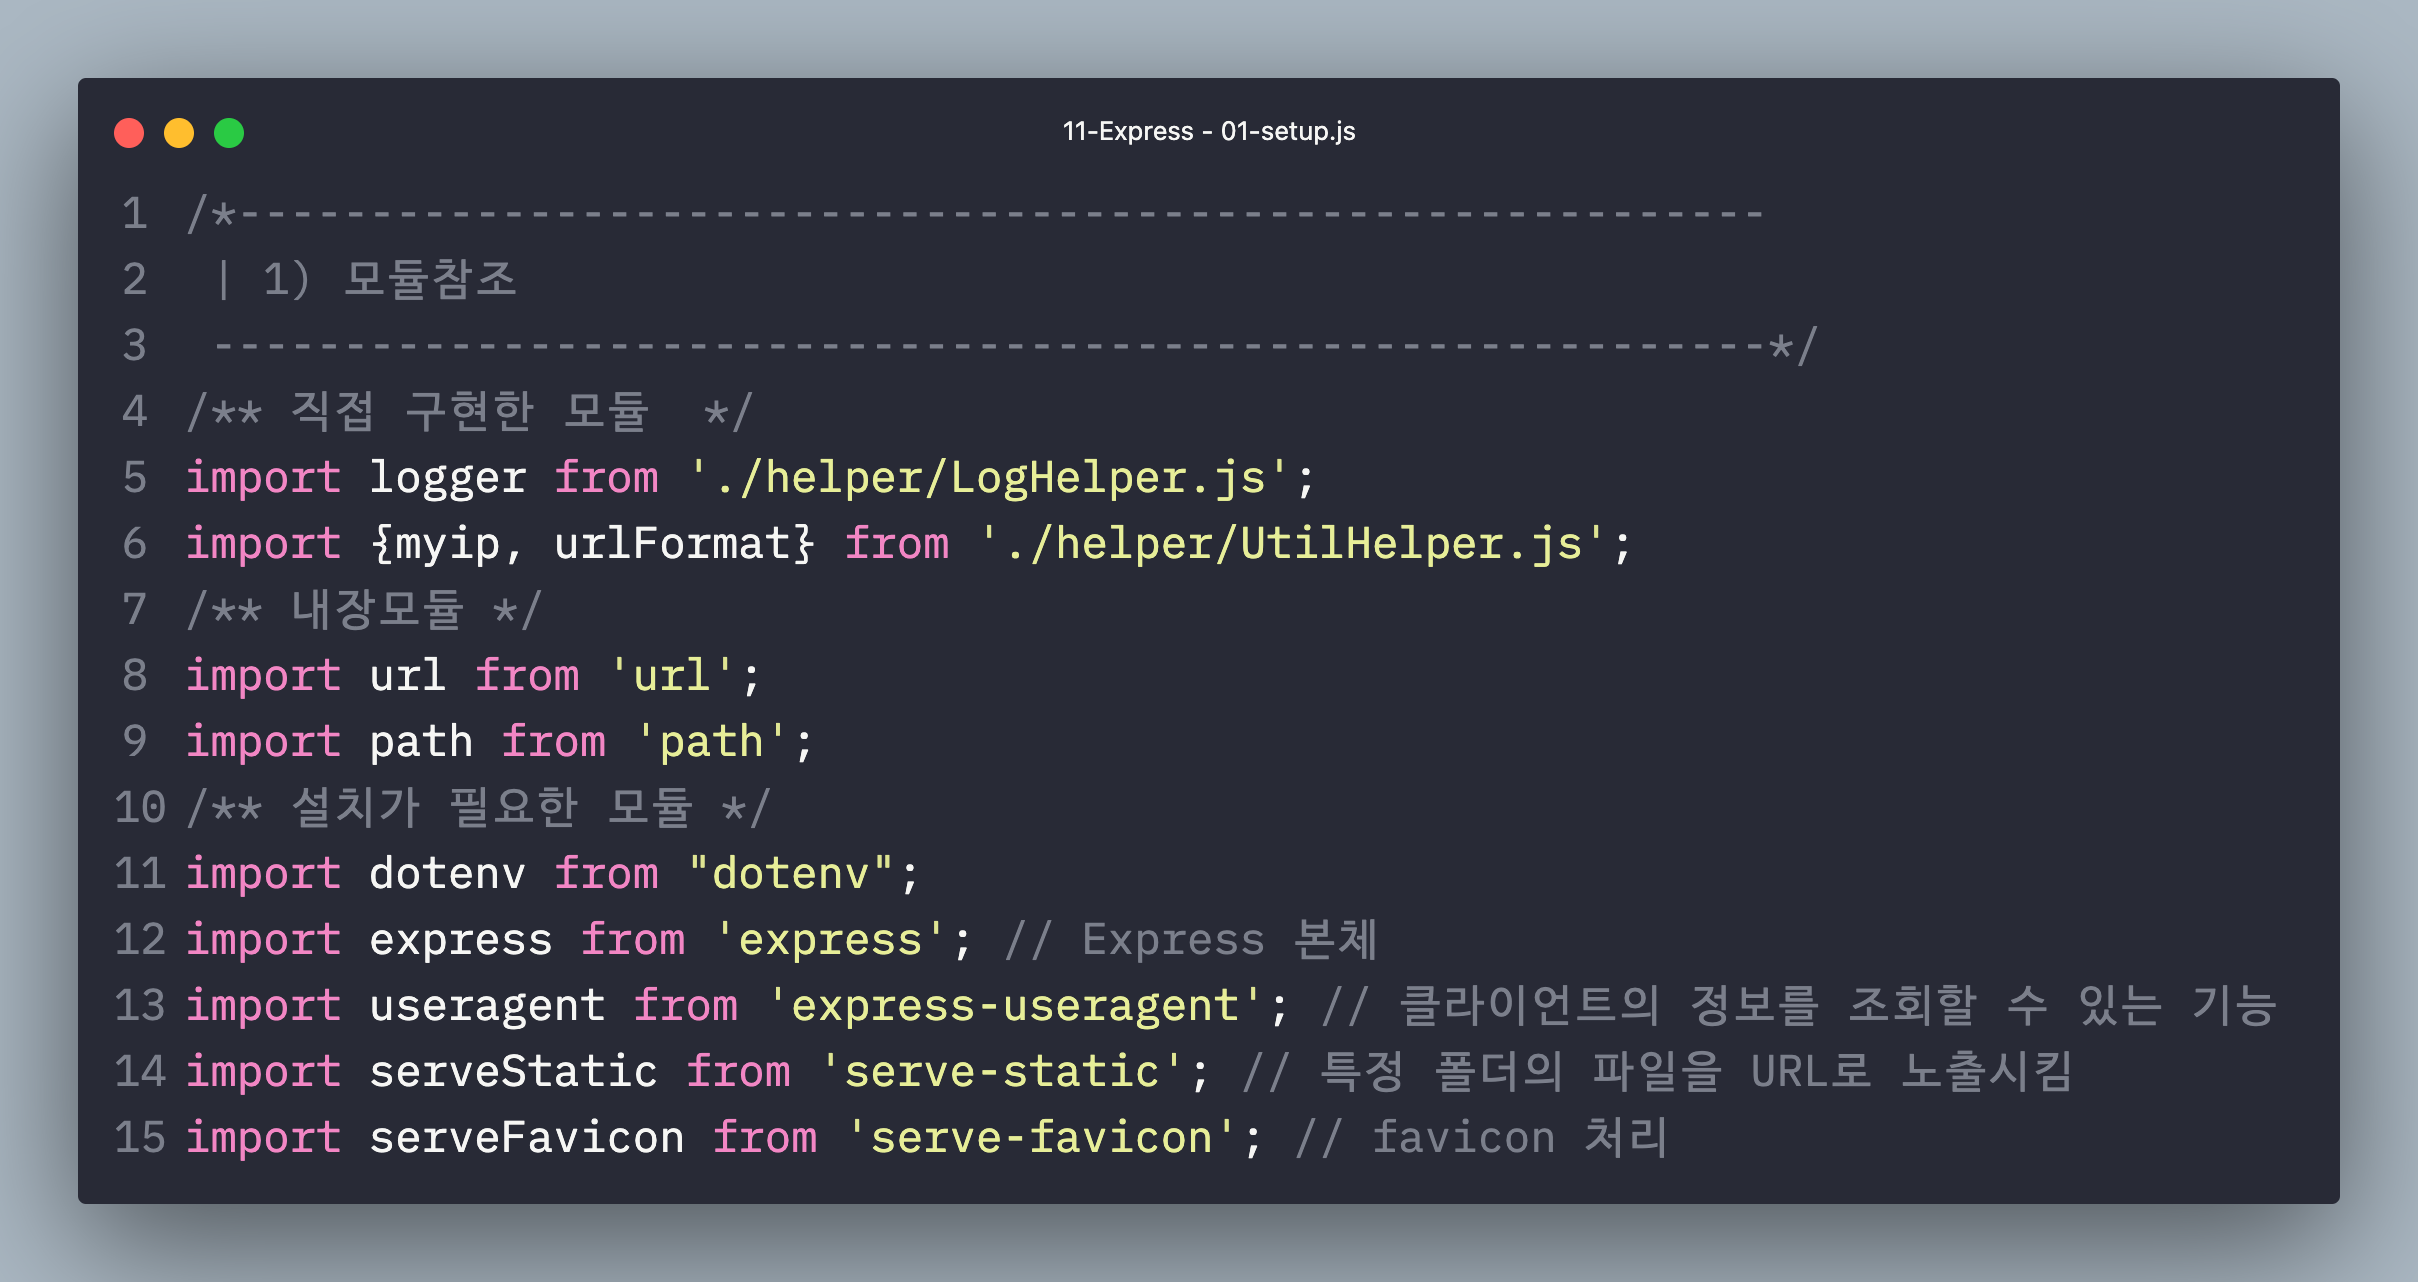 11-Express - 01-setup.js
1 /*----------------------------------------------------------
2  | 1) 모듈참조
3  -----------------------------------------------------------*/
4 /** 직접 구현한 모듈  */
5 import logger from './helper/LogHelper.js';
6 import {myip, urlFormat} from './helper/UtilHelper.js';
7 /** 내장모듈 */
8 import url from 'url';
9 import path from 'path';
10 /** 설치가 필요한 모듈 */
11 import dotenv from "dotenv";
12 import express from 'express'; // Express 본체
13 import useragent from 'express-useragent'; // 클라이언트의 정보를 조회할 수 있는 기능
14 import serveStatic from 'serve-static'; // 특정 폴더의 파일을 URL로 노출시킴
15 import serveFavicon from 'serve-favicon'; // favicon 처리